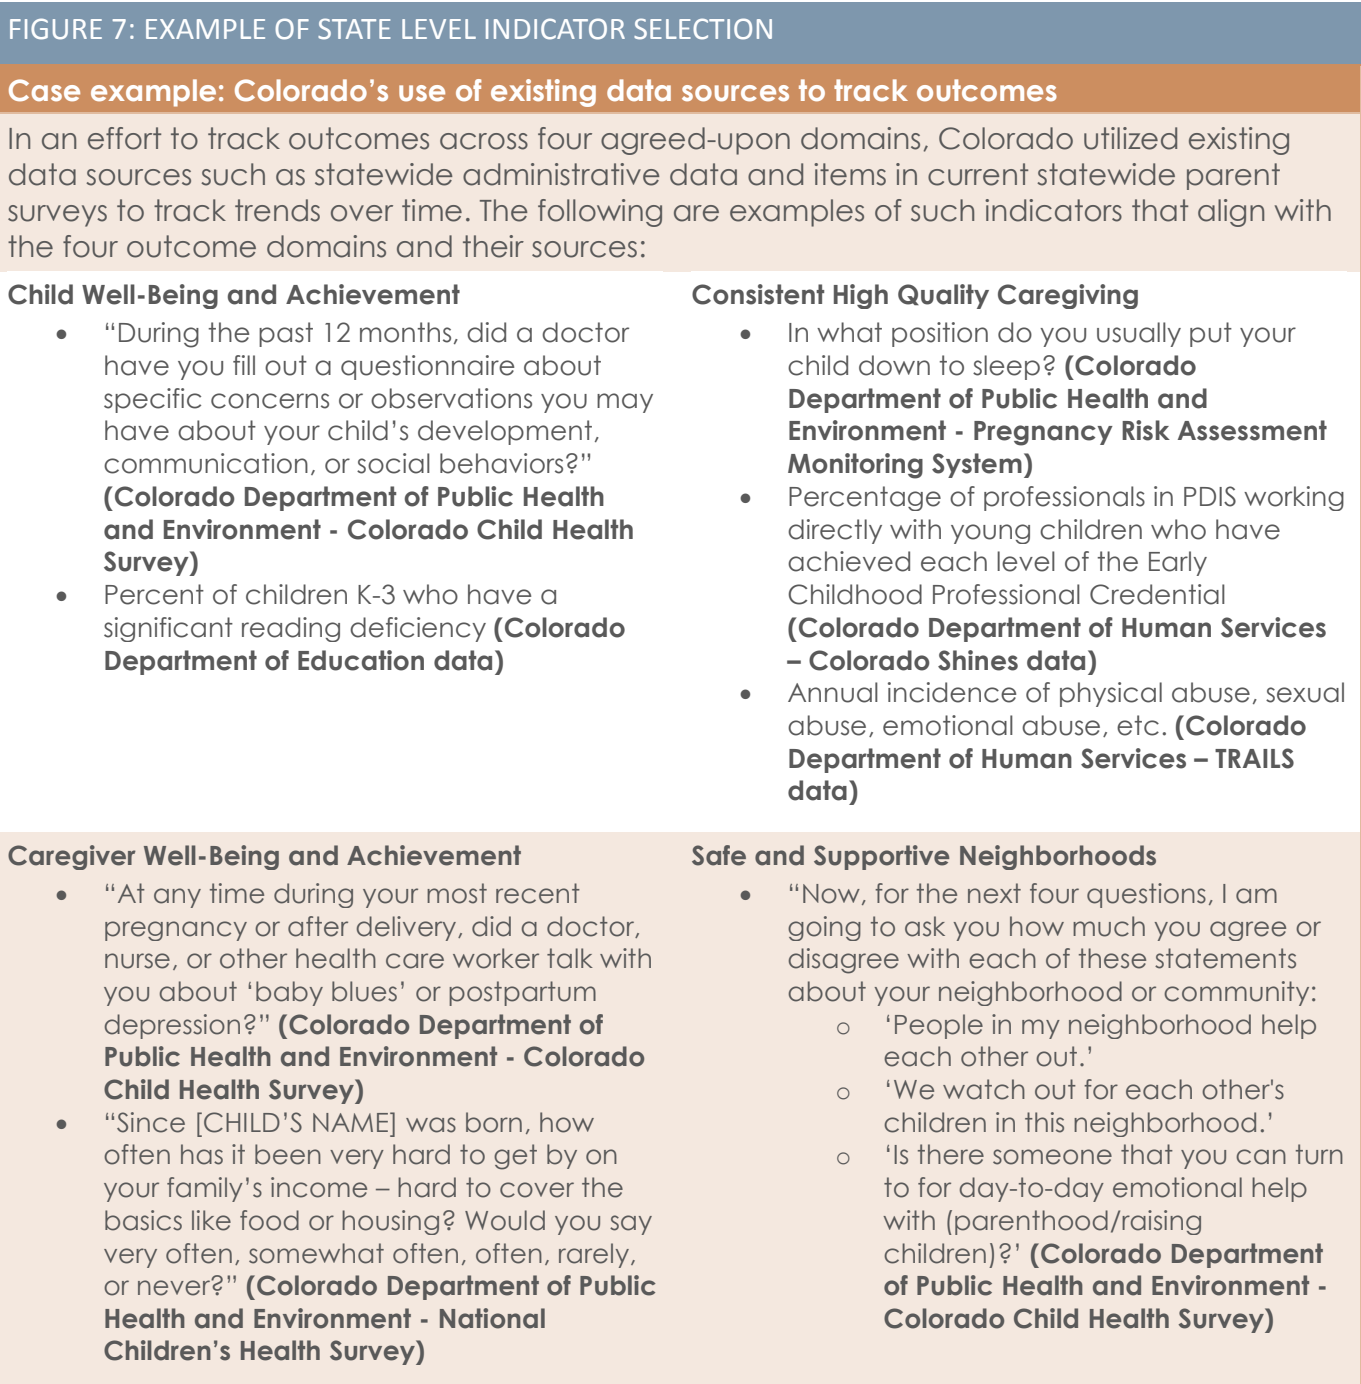 FIGURE 7: EXAMPLE OF STATE LEVEL INDICATOR SELECTION
Case example: Colorado’s use of existing data sources to track outcomes
In an effort to track outcomes across four agreed-upon domains, Colorado utilized existing
data sources such as statewide administrative data and items in current statewide parent
surveys to track trends over time. The following are examples of such indicators that align with
the four outcome domains and their sources:
Child Well-Being and Achievement
• “During the past 12 months, did a doctor
have you fill out a questionnaire about
specific concerns or observations you may
have about your child’s development,
communication, or social behaviors?”
(Colorado Department of Public Health
and Environment - Colorado Child Health
Survey)
• Percent of children K-3 who have a
significant reading deficiency (Colorado
Department of Education data)
Consistent High Quality Caregiving
• In what position do you usually put your
child down to sleep? (Colorado
Department of Public Health and
Environment - Pregnancy Risk Assessment
Monitoring System)
• Percentage of professionals in PDIS working
directly with young children who have
achieved each level of the Early
Childhood Professional Credential
(Colorado Department of Human Services
– Colorado Shines data)
• Annual incidence of physical abuse, sexual
abuse, emotional abuse, etc. (Colorado
Department of Human Services – TRAILS
data)
Caregiver Well-Being and Achievement
• “At any time during your most recent
pregnancy or after delivery, did a doctor,
nurse, or other health care worker talk with
you about ‘baby blues’ or postpartum
depression?” (Colorado Department of
Public Health and Environment - Colorado
Child Health Survey)
• “Since [CHILD’S NAME] was born, how
often has it been very hard to get by on
your family’s income – hard to cover the
basics like food or housing? Would you say
very often, somewhat often, often, rarely,
or never?” (Colorado Department of Public
Health and Environment - National
Children’s Health Survey)
Safe and Supportive Neighborhoods
• “Now, for the next four questions, I am
going to ask you how much you agree or
disagree with each of these statements
about your neighborhood or community:
o ‘People in my neighborhood help
each other out.’
o ‘We watch out for each other's
children in this neighborhood.’
o ‘Is there someone that you can turn
to for day-to-day emotional help
with (parenthood/raising
children)?’ (Colorado Department
of Public Health and Environment -
Colorado Child Health Survey)